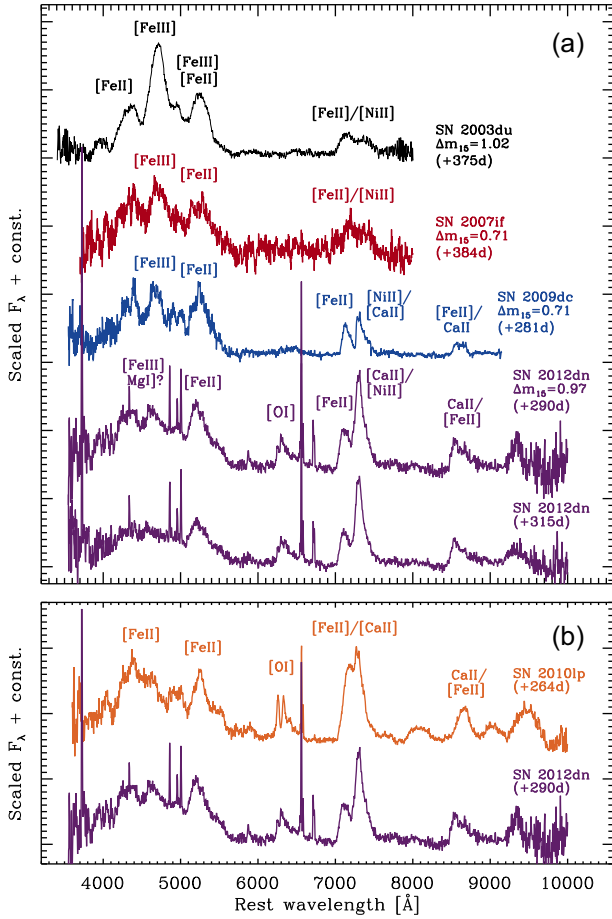 (a)
[FeIII]
[FeII]
[FeIII]
[FeII]
[FeII]/[NiII]
SN 2003du
Δm₁₅=1.02
(+375d)
[FeIII]
[FeII]
[FeII]/[NiII]
SN 2007if
Δm₁₅=0.71
(+384d)
[FeIII]
[FeII]
[FeII]
[NiII]/
[CaII]
[FeII]/
CaII
SN 2009dc
Δm₁₅=0.71
(+281d)
[FeIII]
MgI]?
[FeII]
[OI]
[FeII]
[CaII]/
[NiII]
CaII/
[FeII]
SN 2012dn
Δm₁₅=0.97
(+290d)
SN 2012dn
(+315d)
Scaled Fλ + const.
(b)
[FeII]
[FeII]
[OI]
[FeII]/[CaII]
CaII/
[FeII]
SN 2010lp
(+264d)
SN 2012dn
(+290d)
Scaled Fλ + const.
4000 5000 6000 7000 8000 9000 10000
Rest wavelength [Å]